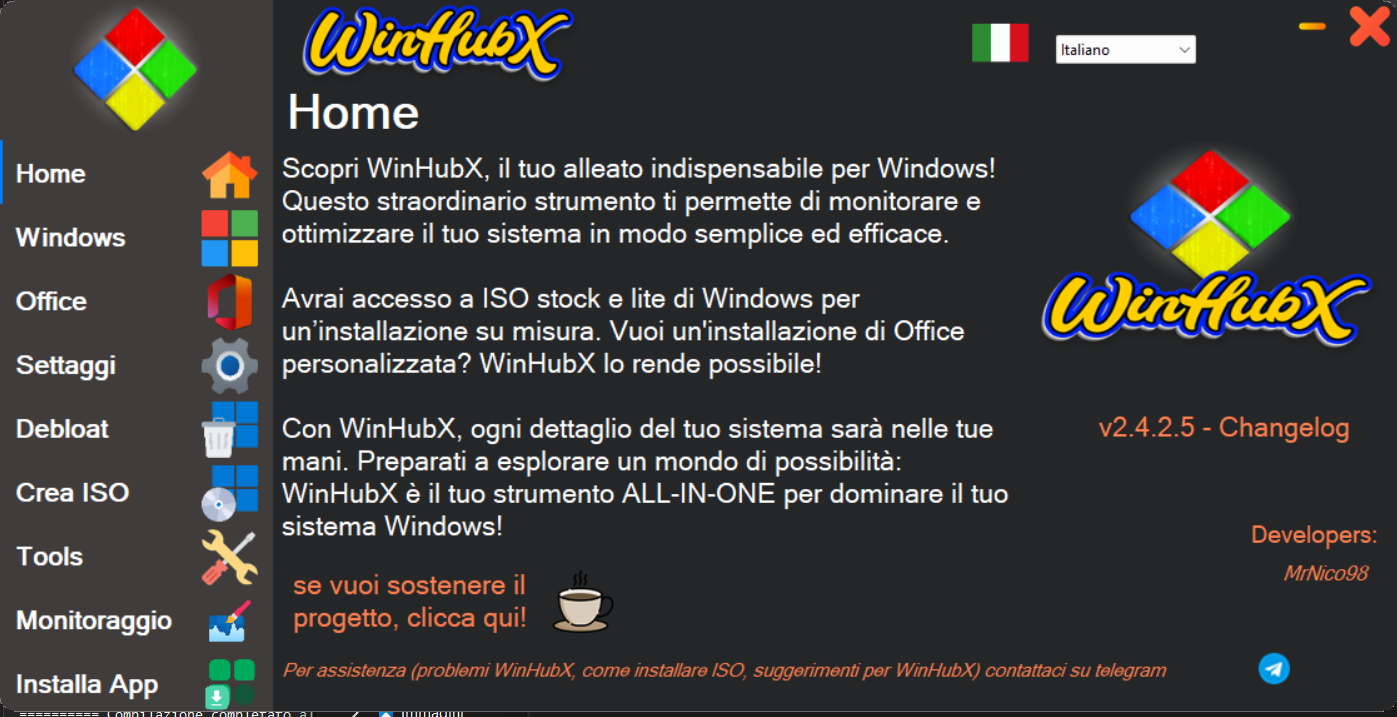 WinHubX
Italiano
Home
Home
Windows
Office
Settaggi
Debloat
Crea ISO
Tools
Monitoraggio
Installa App
Scopri WinHubX, il tuo alleato indispensabile per Windows!
Questo straordinario strumento ti permette di monitorare e
ottimizzare il tuo sistema in modo semplice ed efficace.
Avrai accesso a ISO stock e lite di Windows per
un’installazione su misura. Vuoi un'installazione di Office
personalizzata? WinHubX lo rende possibile!
Con WinHubX, ogni dettaglio del tuo sistema sarà nelle tue
mani. Preparati a esplorare un mondo di possibilità:
WinHubX è il tuo strumento ALL-IN-ONE per dominare il tuo
sistema Windows!
se vuoi sostenere il
progetto, clicca qui!
WinHubX
v2.4.2.5 - Changelog
Developers:
MrNico98
Per assistenza (problemi WinHubX, come installare ISO, suggerimenti per WinHubX) contattaci su telegram
========== Compilazione completato al
Immagini